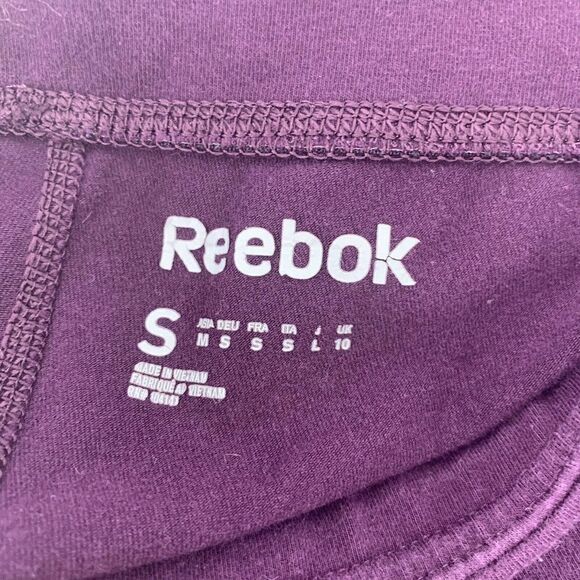 Reebok
S
ASIA DEU FRA ITA J UK
M S S S L 10
MADE IN VIETNAM
FABRIQUÉ AU VIETNAM